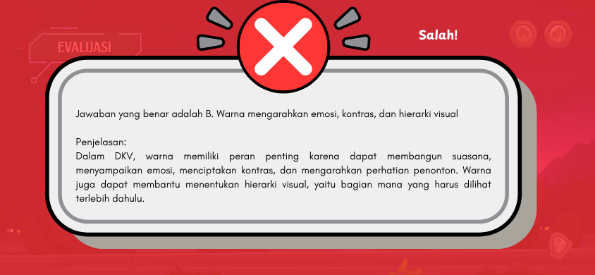 EVALUASI
Salah!
Jawaban yang benar adalah B. Warna mengarahkan emosi, kontras, dan hierarki visual
Penjelasan:
Dalam DKV, warna memiliki peran penting karena dapat membangun suasana,
menyampaikan emosi, menciptakan kontras, dan mengarahkan perhatian penonton. Warna
juga dapat membantu menentukan hierarki visual, yaitu bagian mana yang harus dilihat
terlebih dahulu.